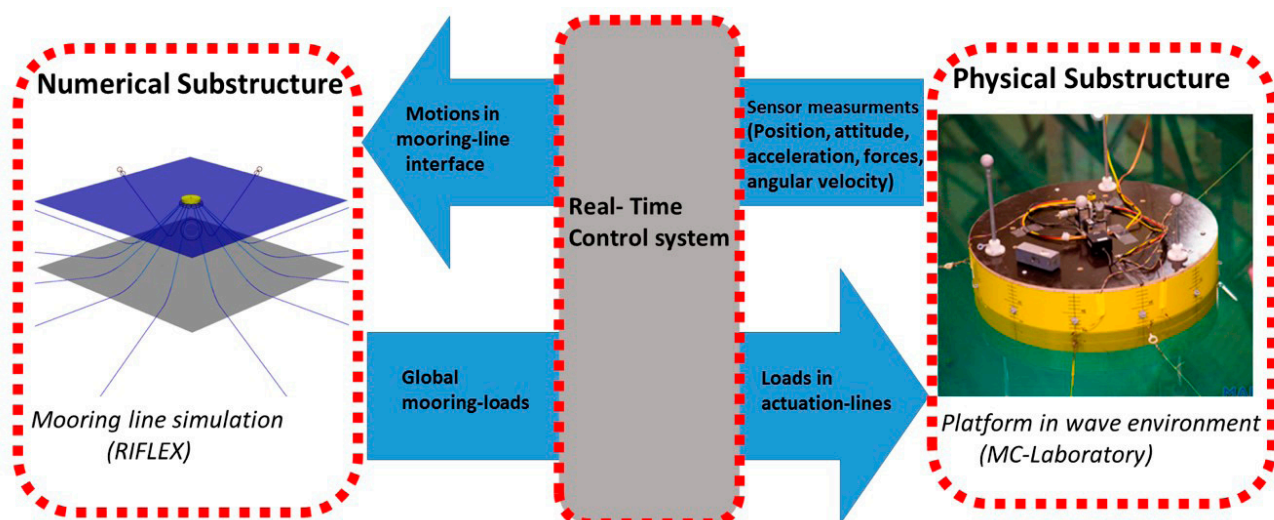 Numerical Substructure
Mooring line simulation
(RIFLEX)
Motions in
mooring-line
interface
Global
mooring-loads
Real- Time
Control system
Sensor measurments
(Position, attitude,
acceleration, forces,
angular velocity)
Loads in
actuation-lines
Physical Substructure
Platform in wave environment
(MC-Laboratory)